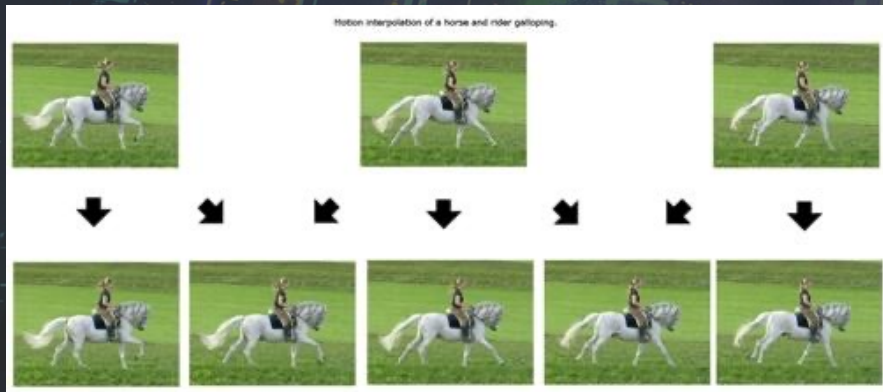 Motion interpolation of a horse and rider galloping.